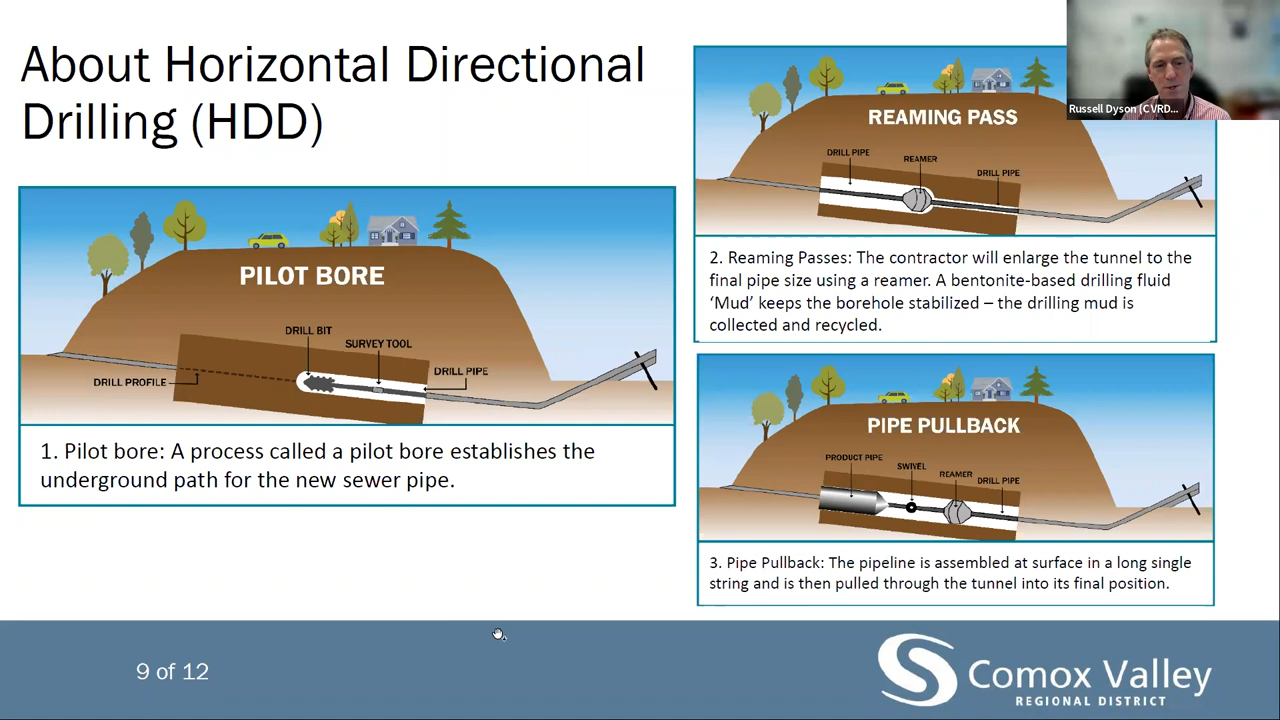 About Horizontal Directional
Drilling (HDD)
PILOT BORE
DRILL BIT
SURVEY TOOL
DRILL PIPE
DRILL PROFILE
1. Pilot bore: A process called a pilot bore establishes the
underground path for the new sewer pipe.
REAMING PASS
DRILL PIPE
REAMER
DRILL PIPE
2. Reaming Passes: The contractor will enlarge the tunnel to the
final pipe size using a reamer. A bentonite-based drilling fluid
‘Mud’ keeps the borehole stabilized – the drilling mud is
collected and recycled.
PIPE PULLBACK
PRODUCT PIPE
SWIVEL
REAMER
DRILL PIPE
3. Pipe Pullback: The pipeline is assembled at surface in a long single
string and is then pulled through the tunnel into its final position.
Russell Dyson (CVRD...
9 of 12
Comox Valley
REGIONAL DISTRICT